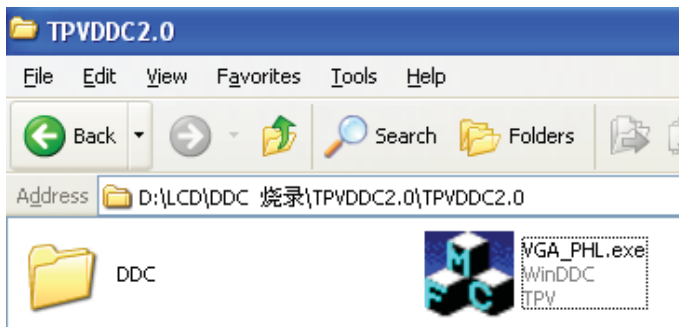 TPVDDC2.0
File Edit View Favorites Tools Help
Back Search Folders
Address D:\LCD\DDC 烧录\TPVDDC2.0\TPVDDC2.0
DDC
MFC
VGA_PHL.exe
WinDDC
TPV